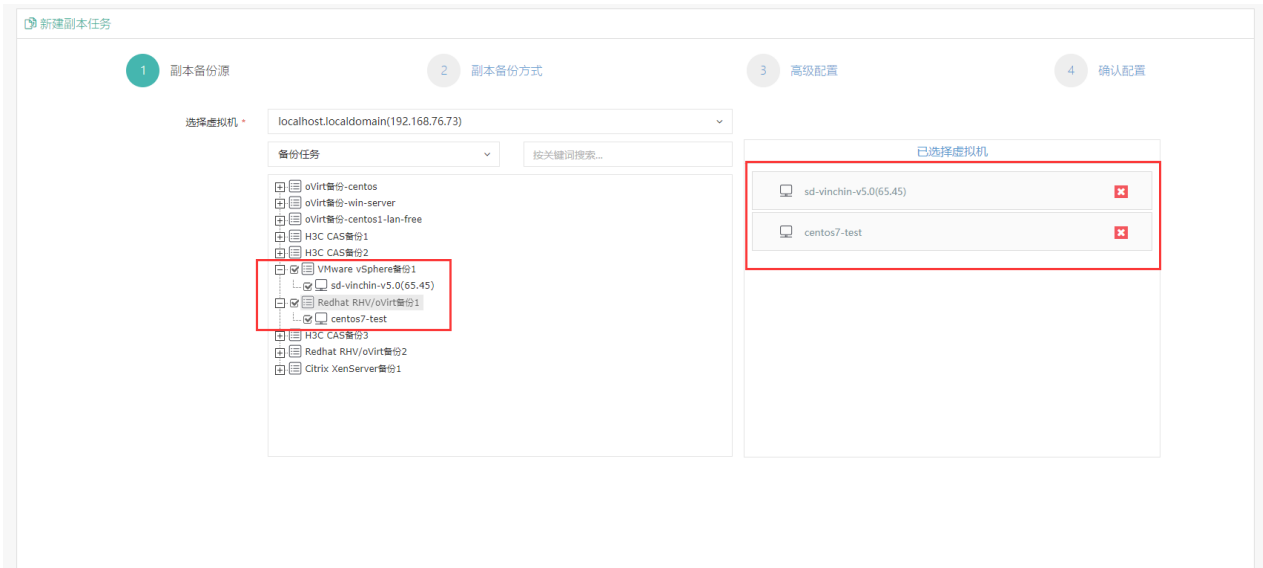 新建副本任务
1 副本备份源 2 副本备份方式 3 高级配置 4 确认配置
选择虚拟机 * localhost.localdomain(192.168.76.73)
备份任务 按关键词搜索...
oVirt备份-centos
oVirt备份-win-server
oVirt备份-centos1-lan-free
H3C CAS备份1
H3C CAS备份2
VMware vSphere备份1
sd-vinchin-v5.0(65.45)
Redhat RHV/oVirt备份1
centos7-test
H3C CAS备份3
Redhat RHV/oVirt备份2
Citrix XenServer备份1
已选择虚拟机
sd-vinchin-v5.0(65.45)
centos7-test